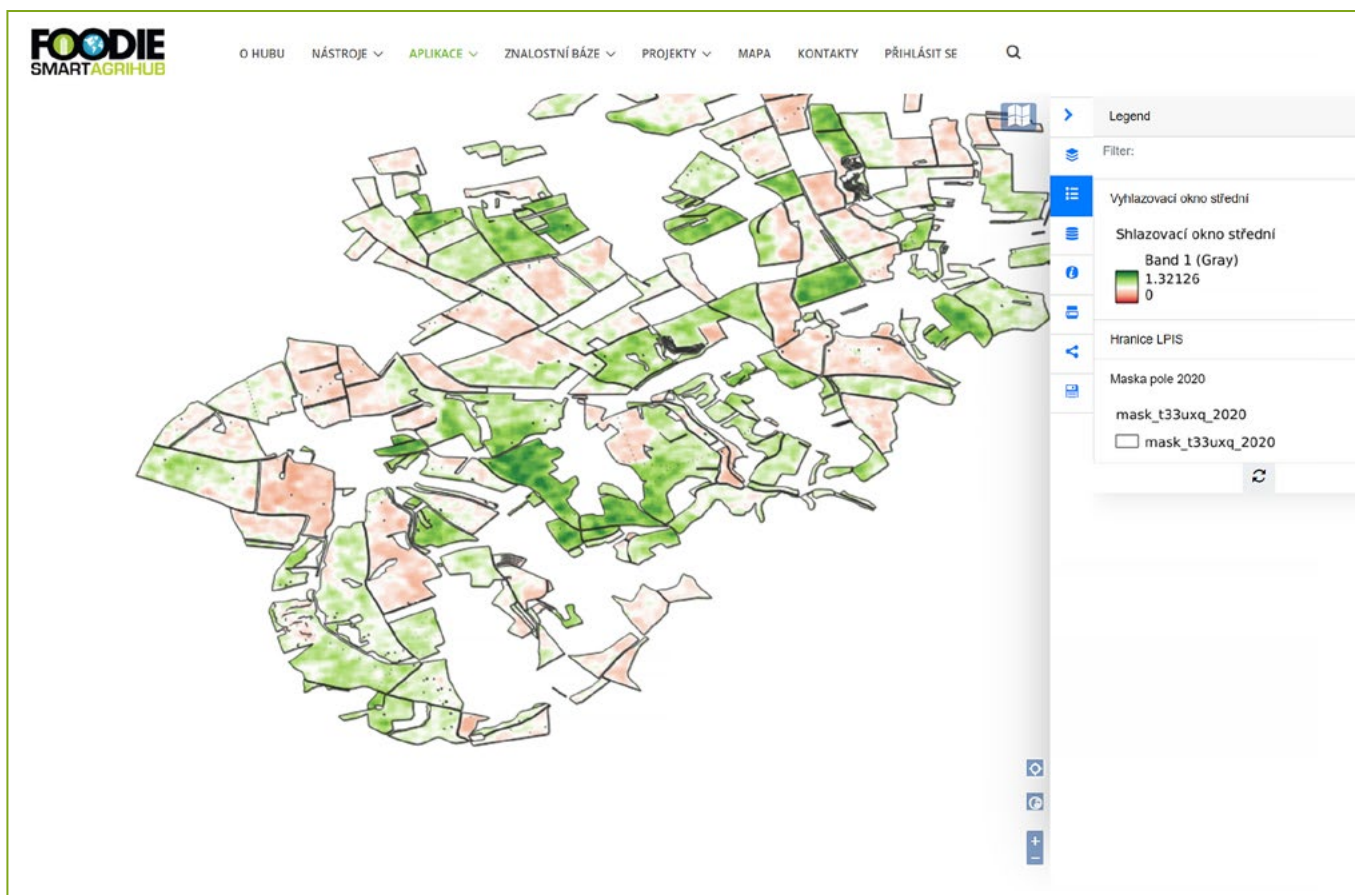 FOODIE
SMARTAGRIHUB
O HUBU NÁSTROJE APLIKACE ZNALOSTNÍ BÁZE PROJEKTY MAPA KONTAKTY PŘIHLÁSIT SE
Legend
Filter:
Vyhlazovací okno střední
Shlazovací okno střední
Band 1 (Gray)
1.32126
0
Hranice LPIS
Maska pole 2020
mask_t33uxq_2020
mask_t33uxq_2020